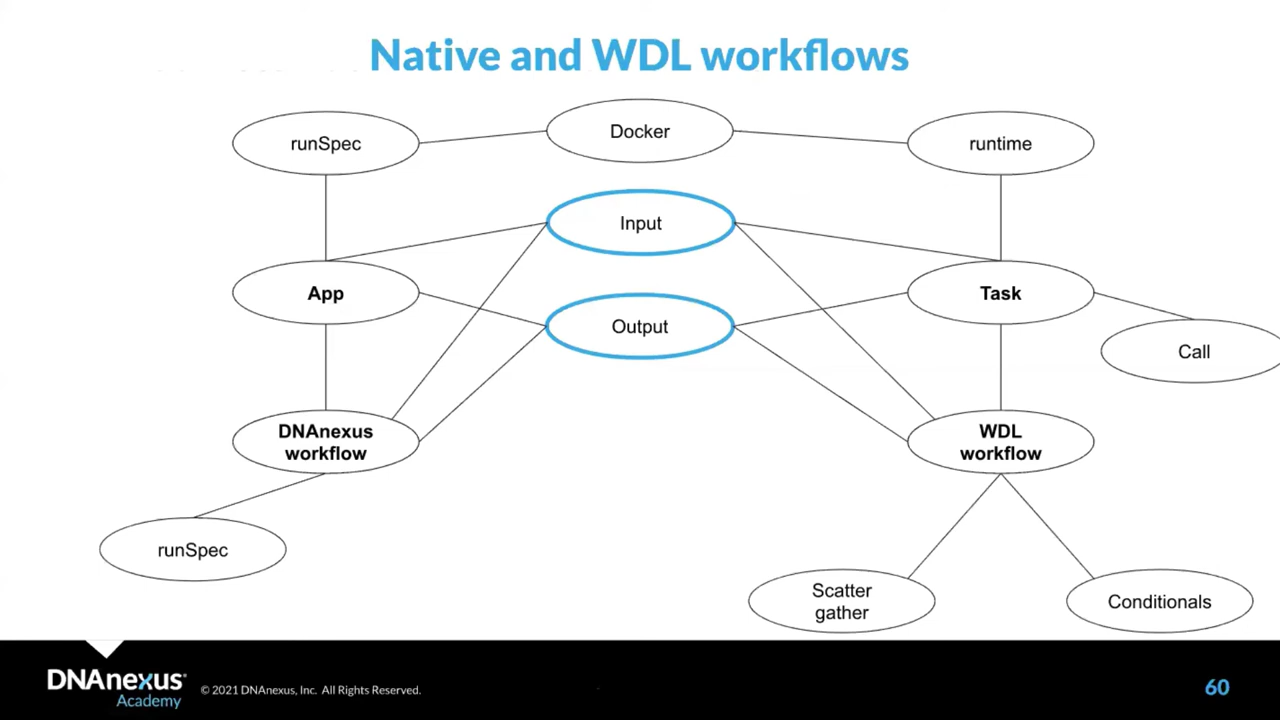 Native and WDL workflows
runSpec
Docker
runtime
Input
App
Output
Task
Call
DNAnexus
workflow
WDL
workflow
runSpec
Scatter
gather
Conditionals
DNAnexus
Academy
© 2021 DNAnexus, Inc. All Rights Reserved.
60